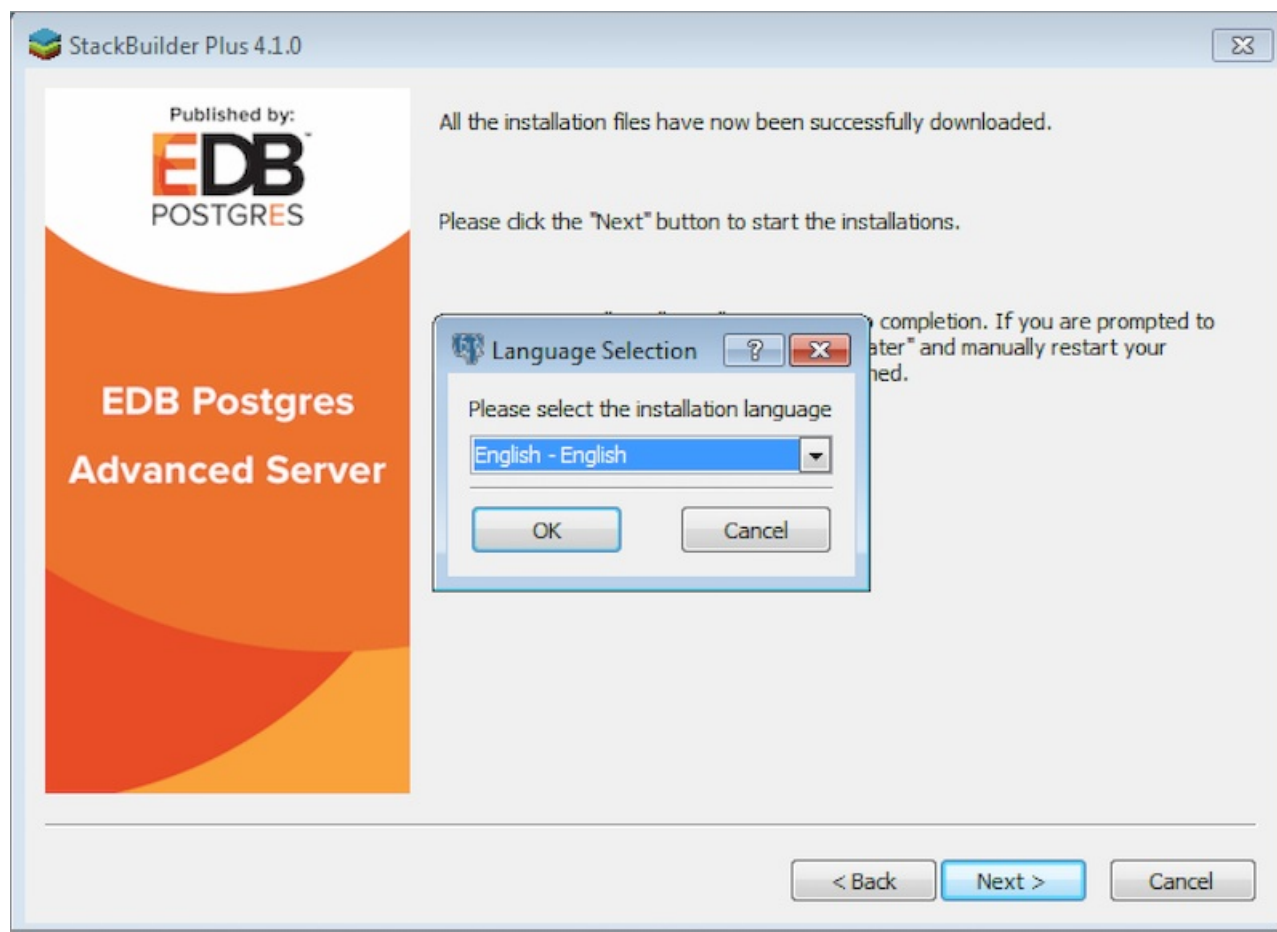 StackBuilder Plus 4.1.0
Published by:
EDB™
POSTGRES
EDB Postgres
Advanced Server
All the installation files have now been successfully downloaded.
Please click the "Next" button to start the installations.
completion. If you are prompted to
ater" and manually restart your
ned.
Language Selection
?
Please select the installation language
English - English
OK
Cancel
< Back
Next >
Cancel